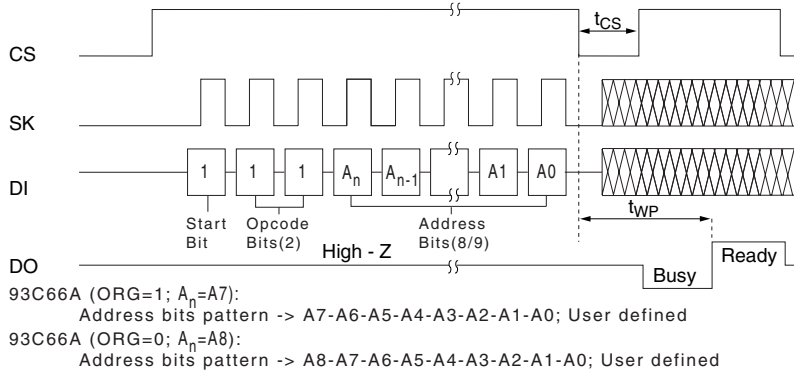 CS
t_CS
SK
DI
1 1 1 A_n A_n-1 A1 A0
Start Bit
Opcode Bits(2)
Address Bits(8/9)
t_WP
DO
High - Z
Busy
Ready
93C66A (ORG=1; A_n=A7):
Address bits pattern -> A7-A6-A5-A4-A3-A2-A1-A0; User defined
93C66A (ORG=0; A_n=A8):
Address bits pattern -> A8-A7-A6-A5-A4-A3-A2-A1-A0; User defined